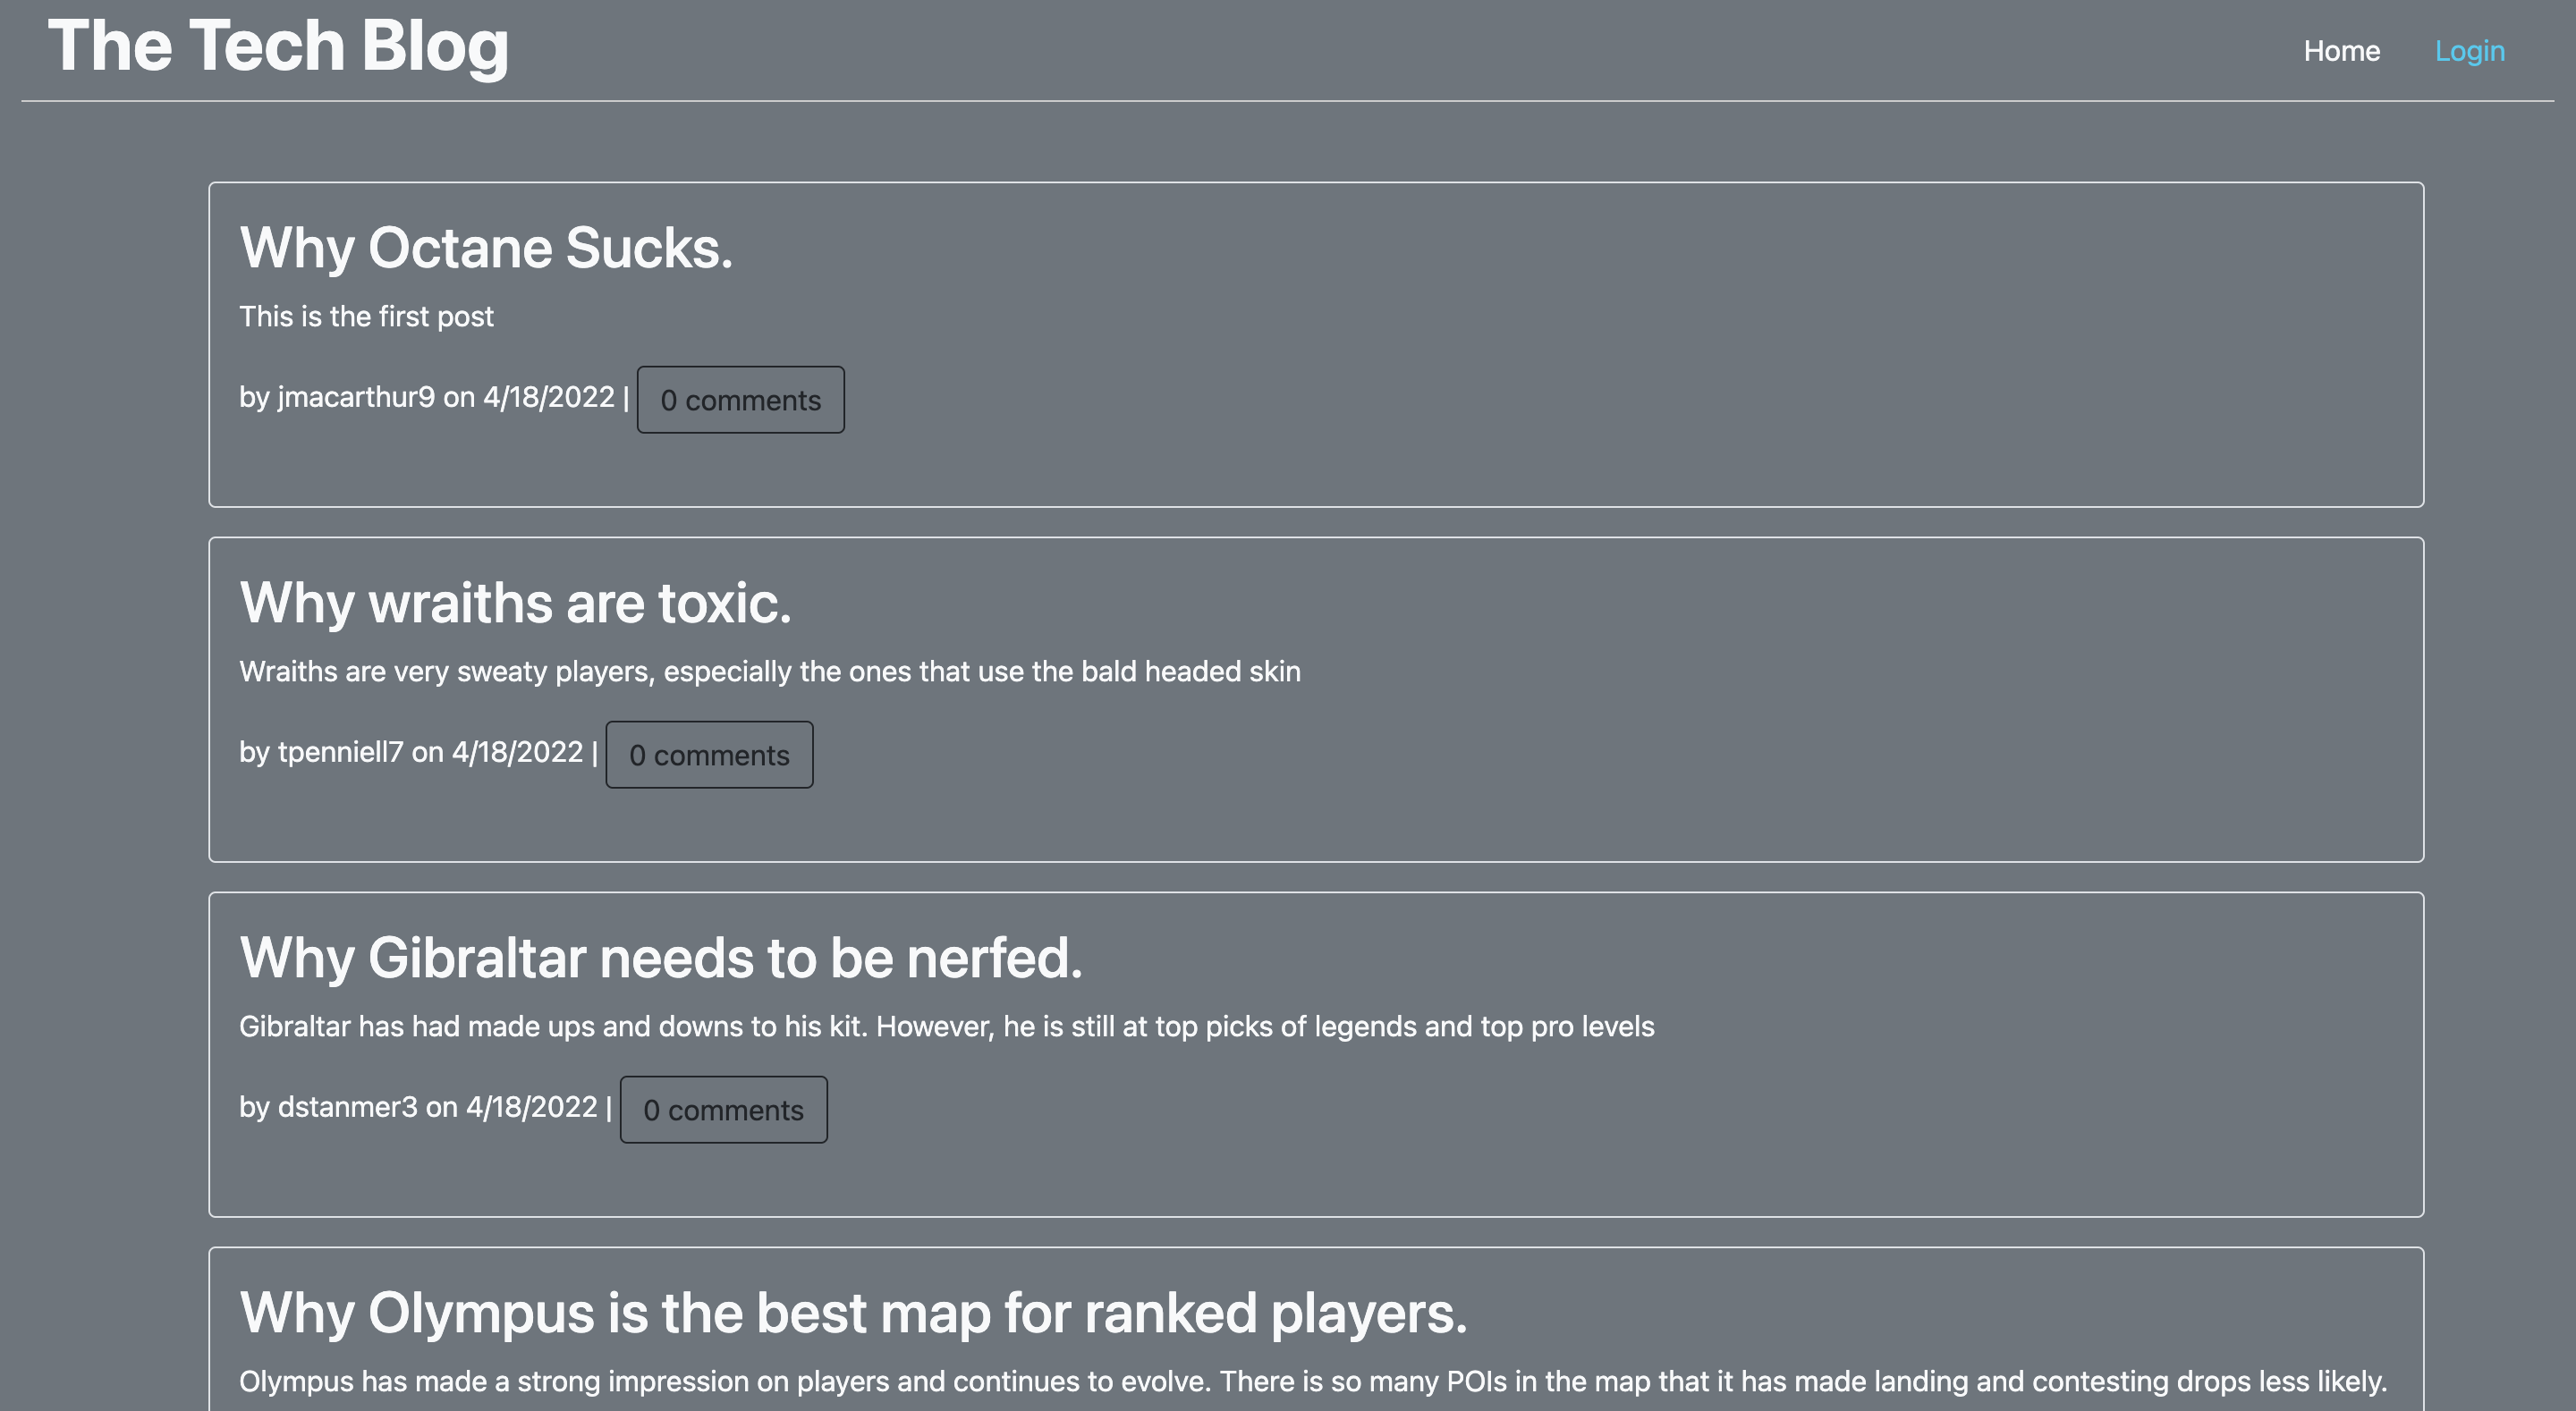 The Tech Blog
Home
Login
Why Octane Sucks.
This is the first post
by jmacarthur9 on 4/18/2022 | 0 comments
Why wraiths are toxic.
Wraiths are very sweaty players, especially the ones that use the bald headed skin
by tpenniell7 on 4/18/2022 | 0 comments
Why Gibraltar needs to be nerfed.
Gibraltar has had made ups and downs to his kit. However, he is still at top picks of legends and top pro levels
by dstanmer3 on 4/18/2022 | 0 comments
Why Olympus is the best map for ranked players.
Olympus has made a strong impression on players and continues to evolve. There is so many POIs in the map that it has made landing and contesting drops less likely.